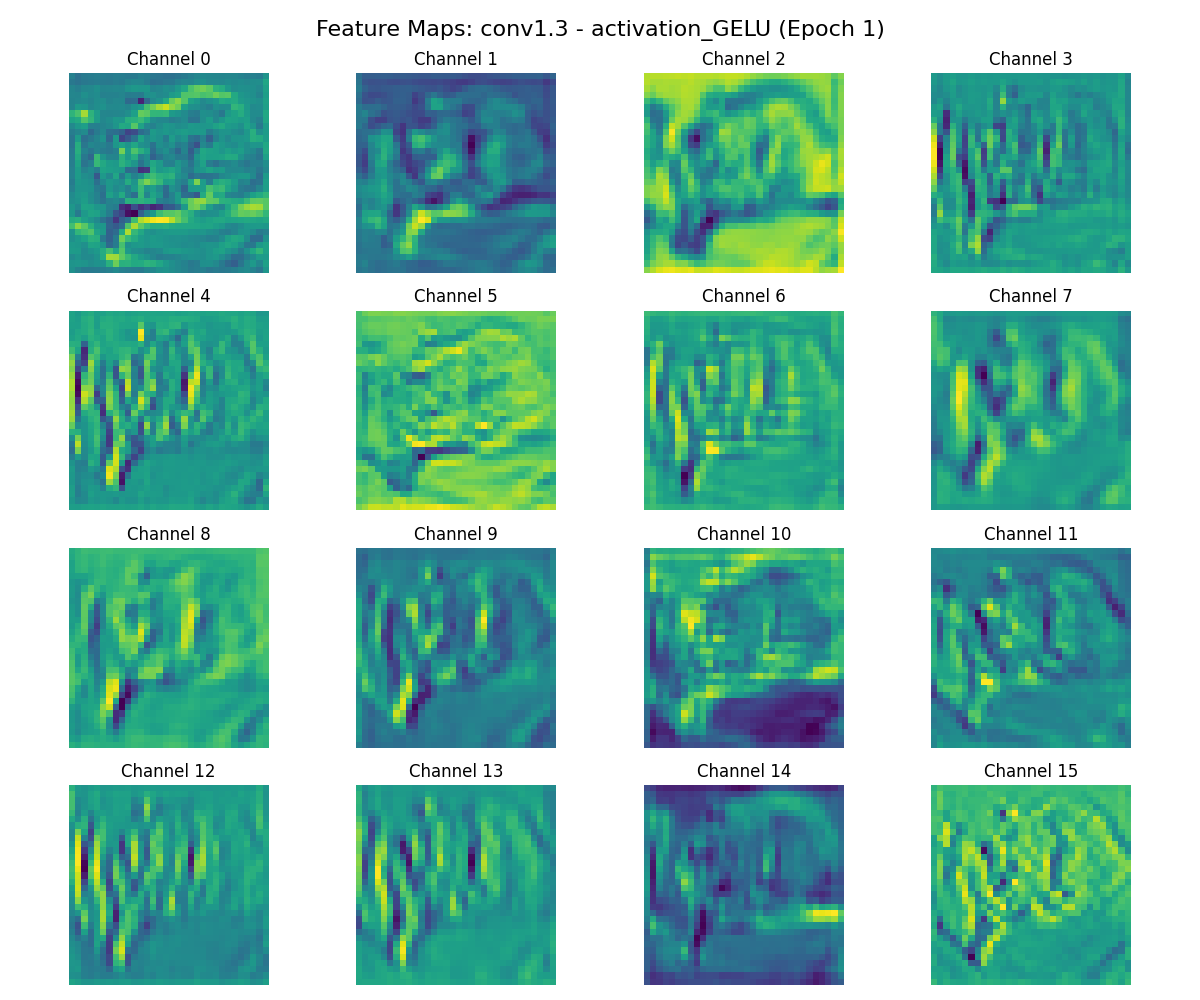 Feature Maps: conv1.3 - activation_GELU (Epoch 1)
Channel 0
Channel 1
Channel 2
Channel 3
Channel 4
Channel 5
Channel 6
Channel 7
Channel 8
Channel 9
Channel 10
Channel 11
Channel 12
Channel 13
Channel 14
Channel 15